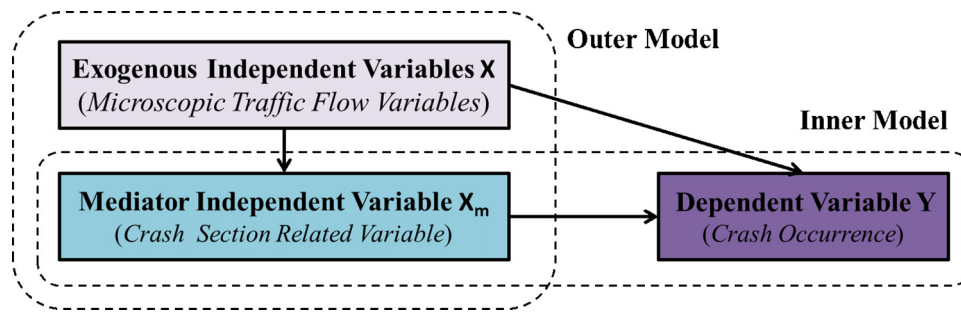 Outer Model
Exogenous Independent Variables X
(Microscopic Traffic Flow Variables)
Inner Model
Mediator Independent Variable Xm
(Crash Section Related Variable)
Dependent Variable Y
(Crash Occurrence)